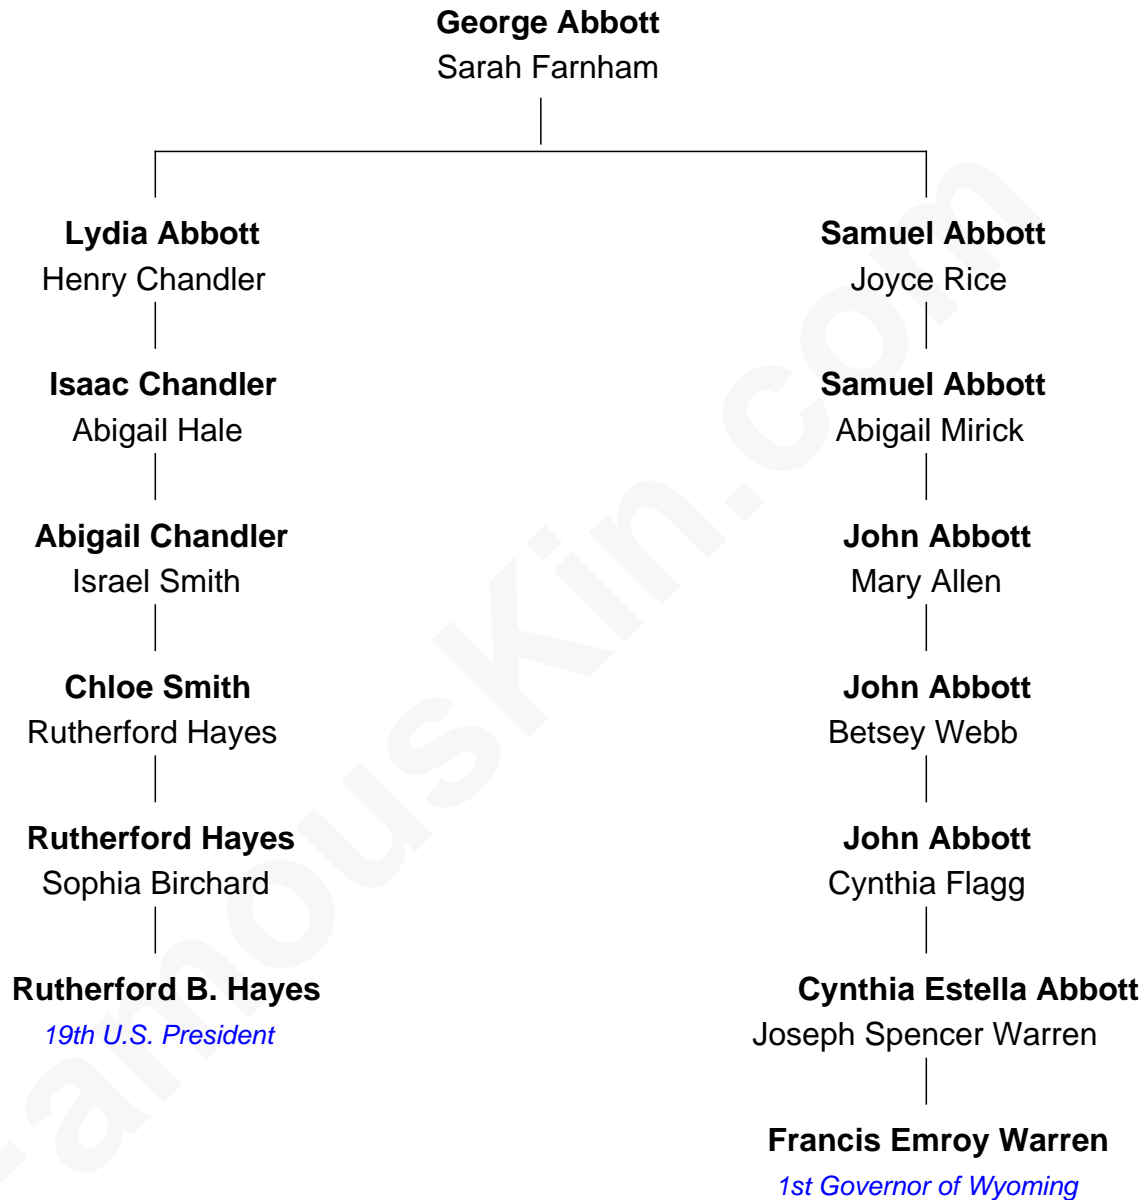 George Abbott
Sarah Farnham
Lydia Abbott
Henry Chandler
Isaac Chandler
Abigail Hale
Abigail Chandler
Israel Smith
Chloe Smith
Rutherford Hayes
Rutherford Hayes
Sophia Birchard
Rutherford B. Hayes
19th U.S. President
Samuel Abbott
Joyce Rice
Samuel Abbott
Abigail Mirick
John Abbott
Mary Allen
John Abbott
Betsey Webb
John Abbott
Cynthia Flagg
Cynthia Estella Abbott
Joseph Spencer Warren
Francis Emroy Warren
1st Governor of Wyoming
FamousKin.com